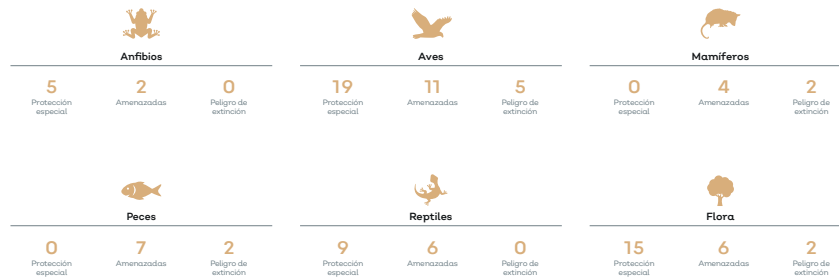 Anfibios
5
Protección
especial
2
Amenazadas
0
Peligro de
extinción
Aves
19
Protección
especial
11
Amenazadas
5
Peligro de
extinción
Mamíferos
0
Protección
especial
4
Amenazadas
2
Peligro de
extinción
Peces
0
Protección
especial
7
Amenazadas
2
Peligro de
extinción
Reptiles
9
Protección
especial
6
Amenazadas
0
Peligro de
extinción
Flora
15
Protección
especial
6
Amenazadas
2
Peligro de
extinción